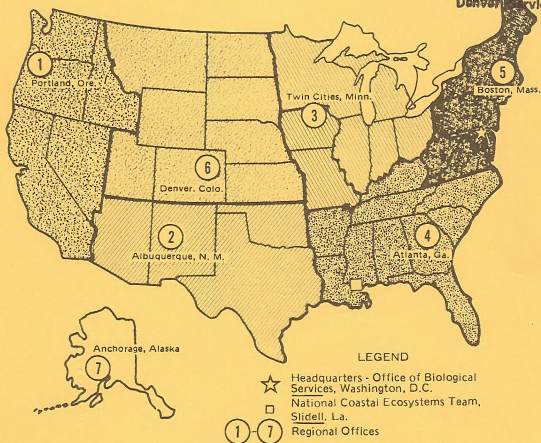 Denver
1
Portland, Ore.
Twin Cities, Minn.
3
5
Boston, Mass.
6
Denver. Colo.
2
Albuquerque, N. M.
4
Atlanta, Ga.
Anchorage, Alaska
7
LEGEND
Headquarters - Office of Biological
Services, Washington, D.C.
National Coastal Ecosystems Team,
Slidell, La.
1 - 7 Regional Offices